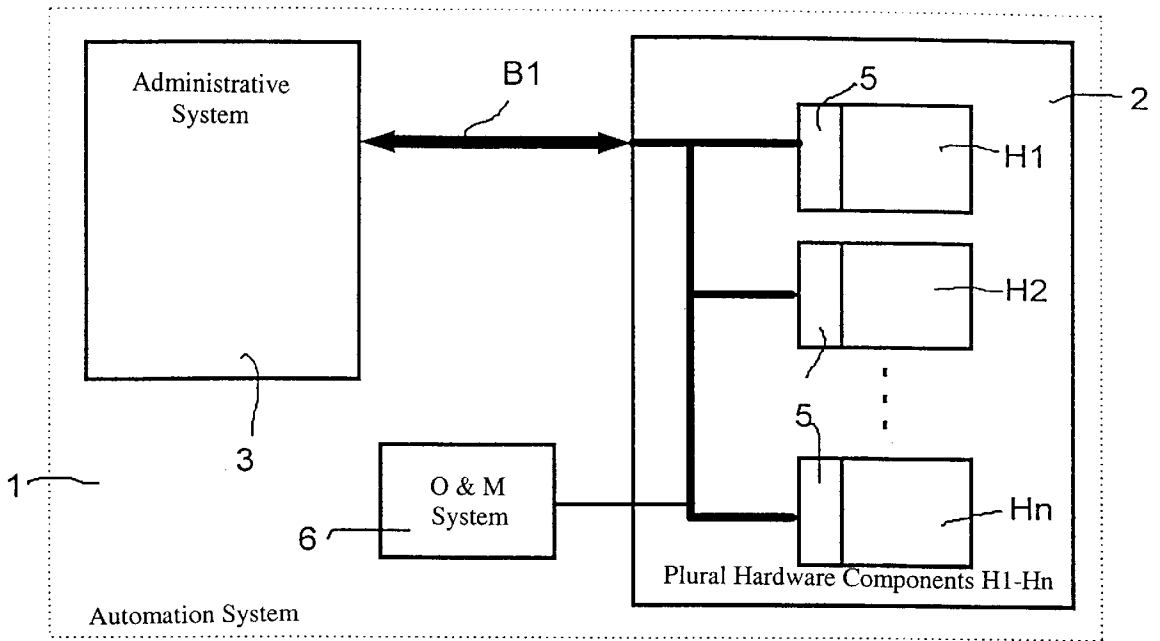 Administrative
System
B1
5
2
H1
H2
5
5
3
1
O & M
System
6
Hn
Plural Hardware Components H1-Hn
Automation System